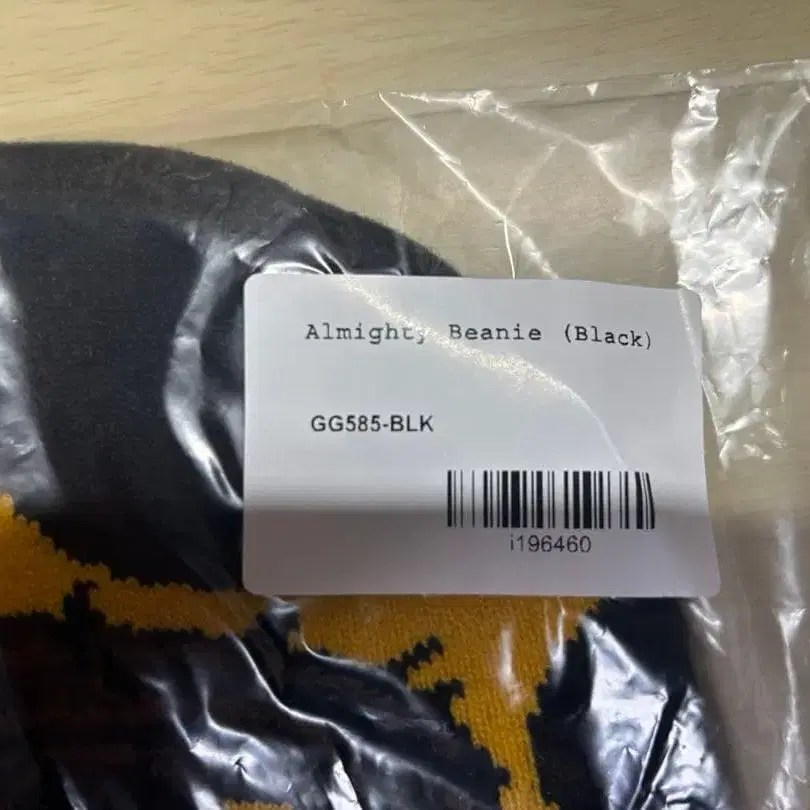 Almighty Beanie (Black)
GG585-BLK
i196460